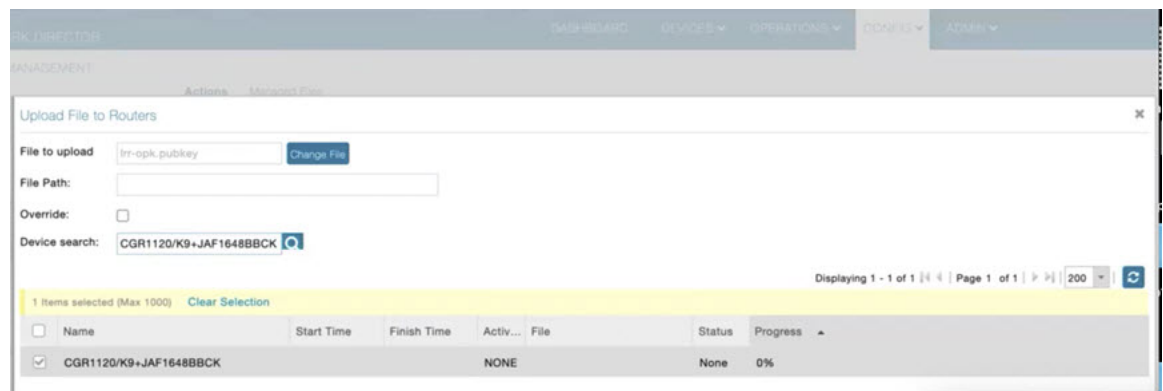 RK DIRECTOR
DASHBOARD DEVICES OPERATIONS CONFIG ADMIN
MANAGEMENT
Actions Managed Files
Upload File to Routers
File to upload lrr-opk.pubkey Change File
File Path:
Override:
Device search: CGR1120/K9+JAF1648BBCK
Displaying 1 - 1 of 1 Page 1 of 1 200
1 Items selected (Max 1000) Clear Selection
Name Start Time Finish Time Activ... File Status Progress
CGR1120/K9+JAF1648BBCK NONE None 0%